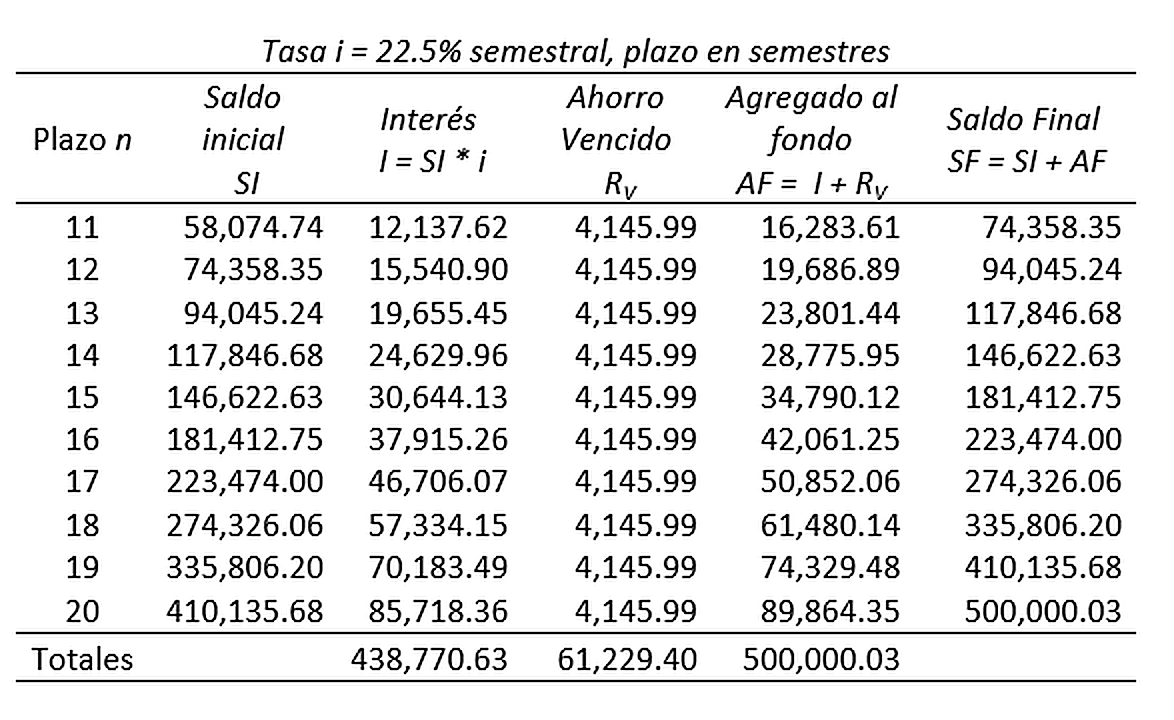 Tasa i = 22.5% semestral, plazo en semestres
Plazo n Saldo inicial SI Interés I = SI * i Ahorro Vencido Rv Agregado al fondo AF = I + Rv Saldo Final SF = SI + AF
11 58,074.74 12,137.62 4,145.99 16,283.61 74,358.35
12 74,358.35 15,540.90 4,145.99 19,686.89 94,045.24
13 94,045.24 19,655.45 4,145.99 23,801.44 117,846.68
14 117,846.68 24,629.96 4,145.99 28,775.95 146,622.63
15 146,622.63 30,644.13 4,145.99 34,790.12 181,412.75
16 181,412.75 37,915.26 4,145.99 42,061.25 223,474.00
17 223,474.00 46,706.07 4,145.99 50,852.06 274,326.06
18 274,326.06 57,334.15 4,145.99 61,480.14 335,806.20
19 335,806.20 70,183.49 4,145.99 74,329.48 410,135.68
20 410,135.68 85,718.36 4,145.99 89,864.35 500,000.03
Totales 438,770.63 61,229.40 500,000.03